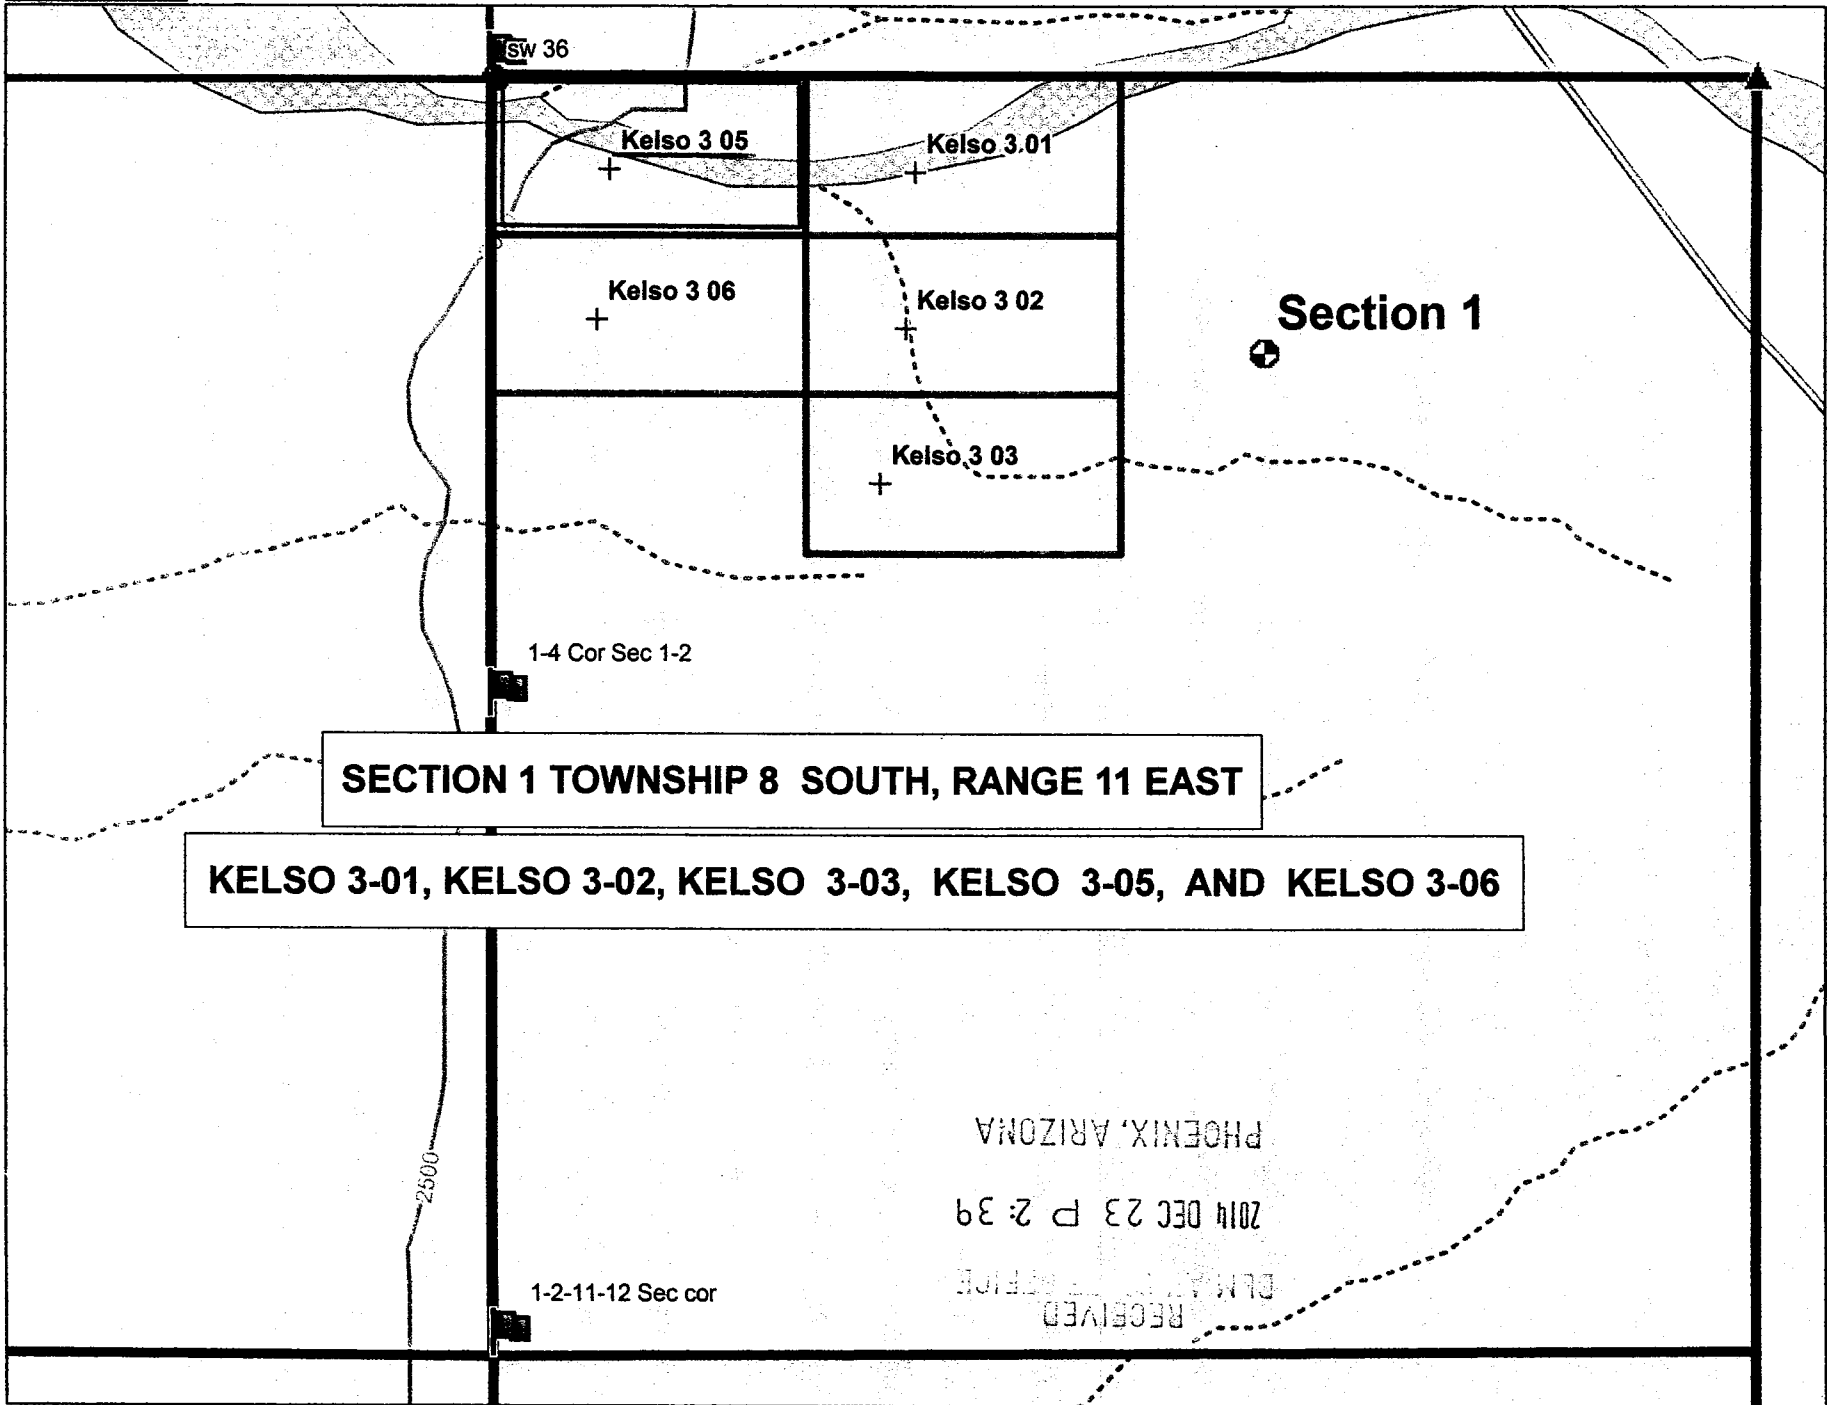 sw 36
Kelso 3 05
Kelso 3.01
Kelso 3 06
Kelso 3 02
Section 1
Kelso 3 03
1-4 Cor Sec 1-2
SECTION 1 TOWNSHIP 8 SOUTH, RANGE 11 EAST
KELSO 3-01, KELSO 3-02, KELSO 3-03, KELSO 3-05, AND KELSO 3-06
2500
1-2-11-12 Sec cor
RECEIVED
BLM OFFICE
2014 DEC 23 P 2:39
PHOENIX, ARIZONA